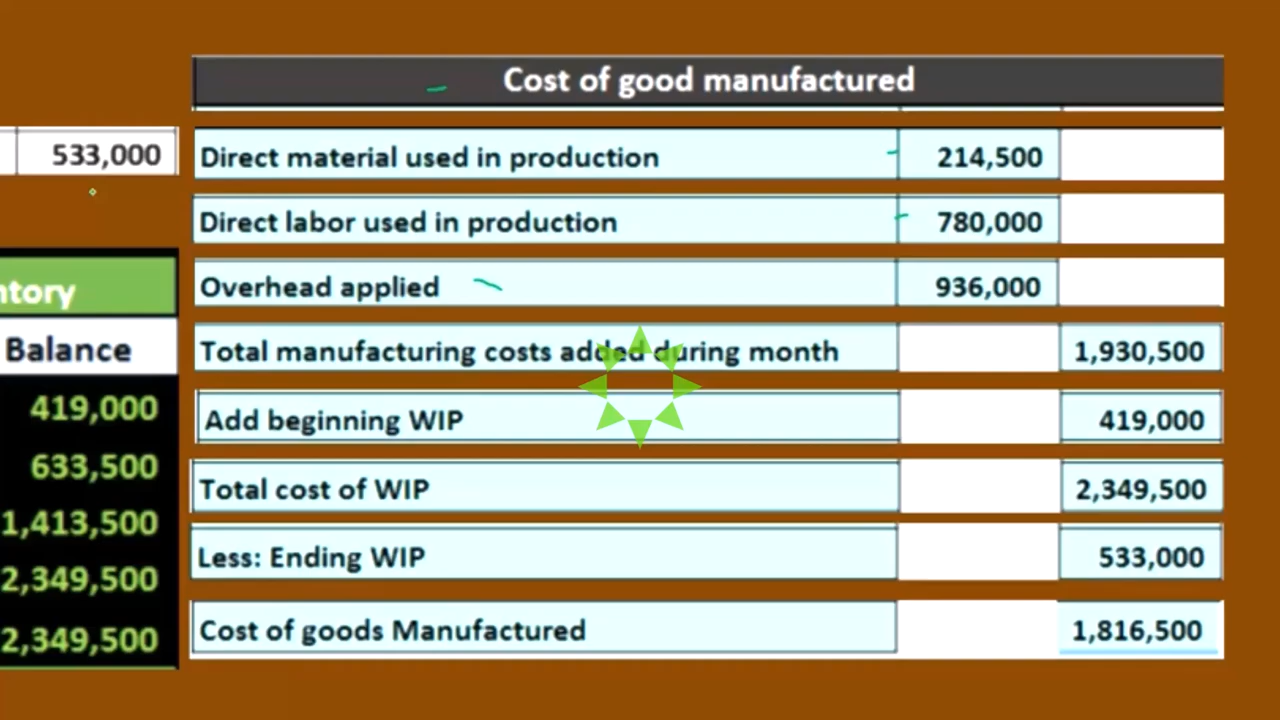 Cost of good manufactured
533,000
Direct material used in production 214,500
Direct labor used in production 780,000
Overhead applied 936,000
Total manufacturing costs added during month 1,930,500
Add beginning WIP 419,000
Total cost of WIP 2,349,500
Less: Ending WIP 533,000
Cost of goods Manufactured 1,816,500
ntory
Balance
419,000
633,500
1,413,500
2,349,500
2,349,500